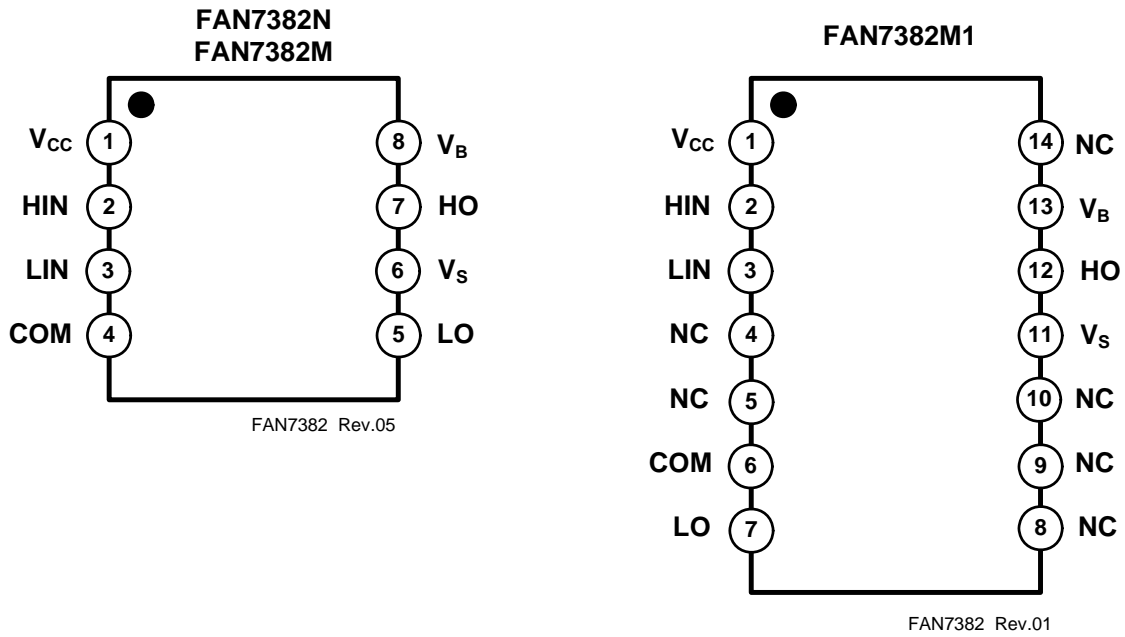 FAN7382N
FAN7382M
VCC 1 8 VB
HIN 2 7 HO
LIN 3 6 VS
COM 4 5 LO
FAN7382 Rev.05
FAN7382M1
VCC 1 14 NC
HIN 2 13 VB
LIN 3 12 HO
NC 4 11 VS
NC 5 10 NC
COM 6 9 NC
LO 7 8 NC
FAN7382 Rev.01